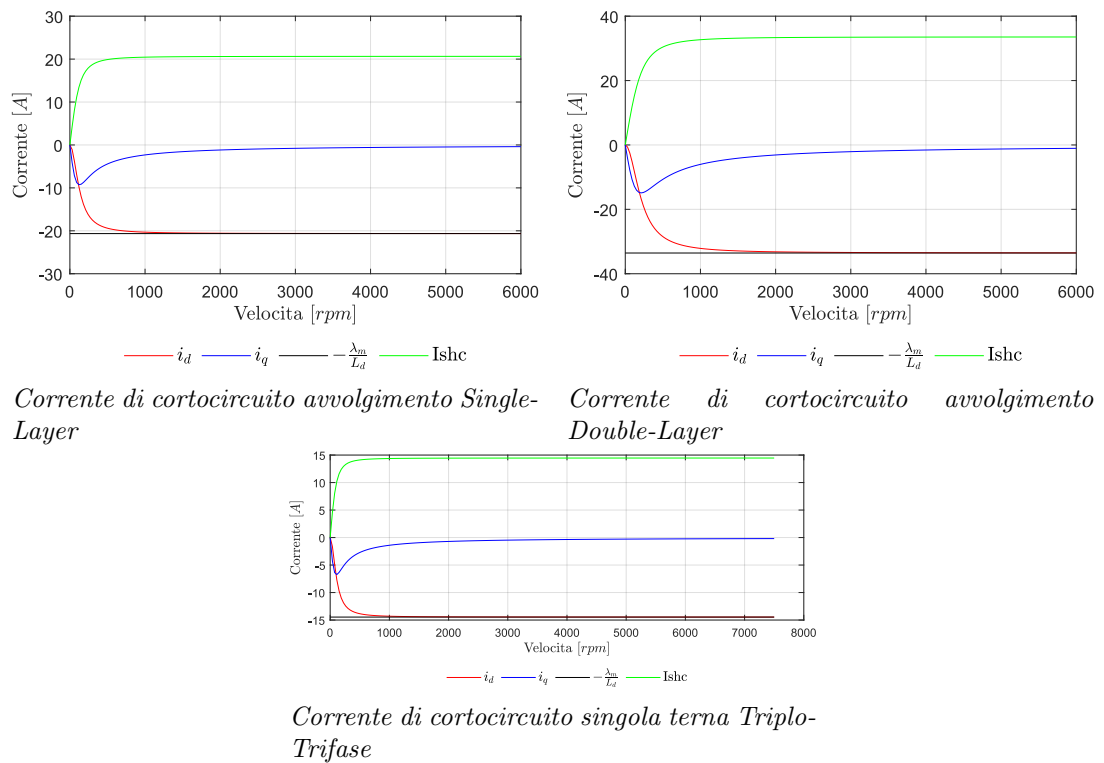 30
20
10
0
-10
-20
-30
Corrente [A]
0 1000 2000 3000 4000 5000 6000
Velocita [rpm]
i_d i_q -λ_m/L_d Ishc
Corrente di cortocircuito avvolgimento Single-
Layer
40
20
0
-20
-40
Corrente [A]
0 1000 2000 3000 4000 5000 6000
Velocita [rpm]
i_d i_q -λ_m/L_d Ishc
Corrente di cortocircuito avvolgimento
Double-Layer
15
10
5
0
-5
-10
-15
Corrente [A]
0 1000 2000 3000 4000 5000 6000 7000 8000
Velocita [rpm]
i_d i_q -λ_m/L_d Ishc
Corrente di cortocircuito singola terna Triplo-
Trifase